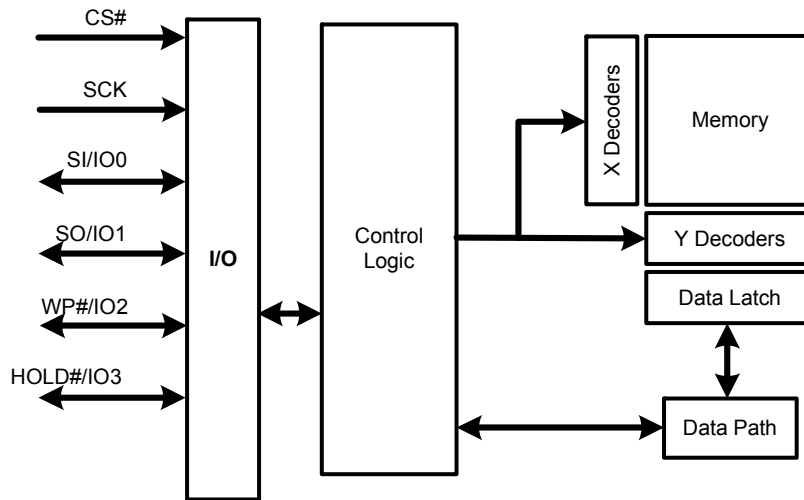 CS#
SCK
SI/IO0
SO/IO1
WP#/IO2
HOLD#/IO3
I/O
Control
Logic
X Decoders
Memory
Y Decoders
Data Latch
Data Path